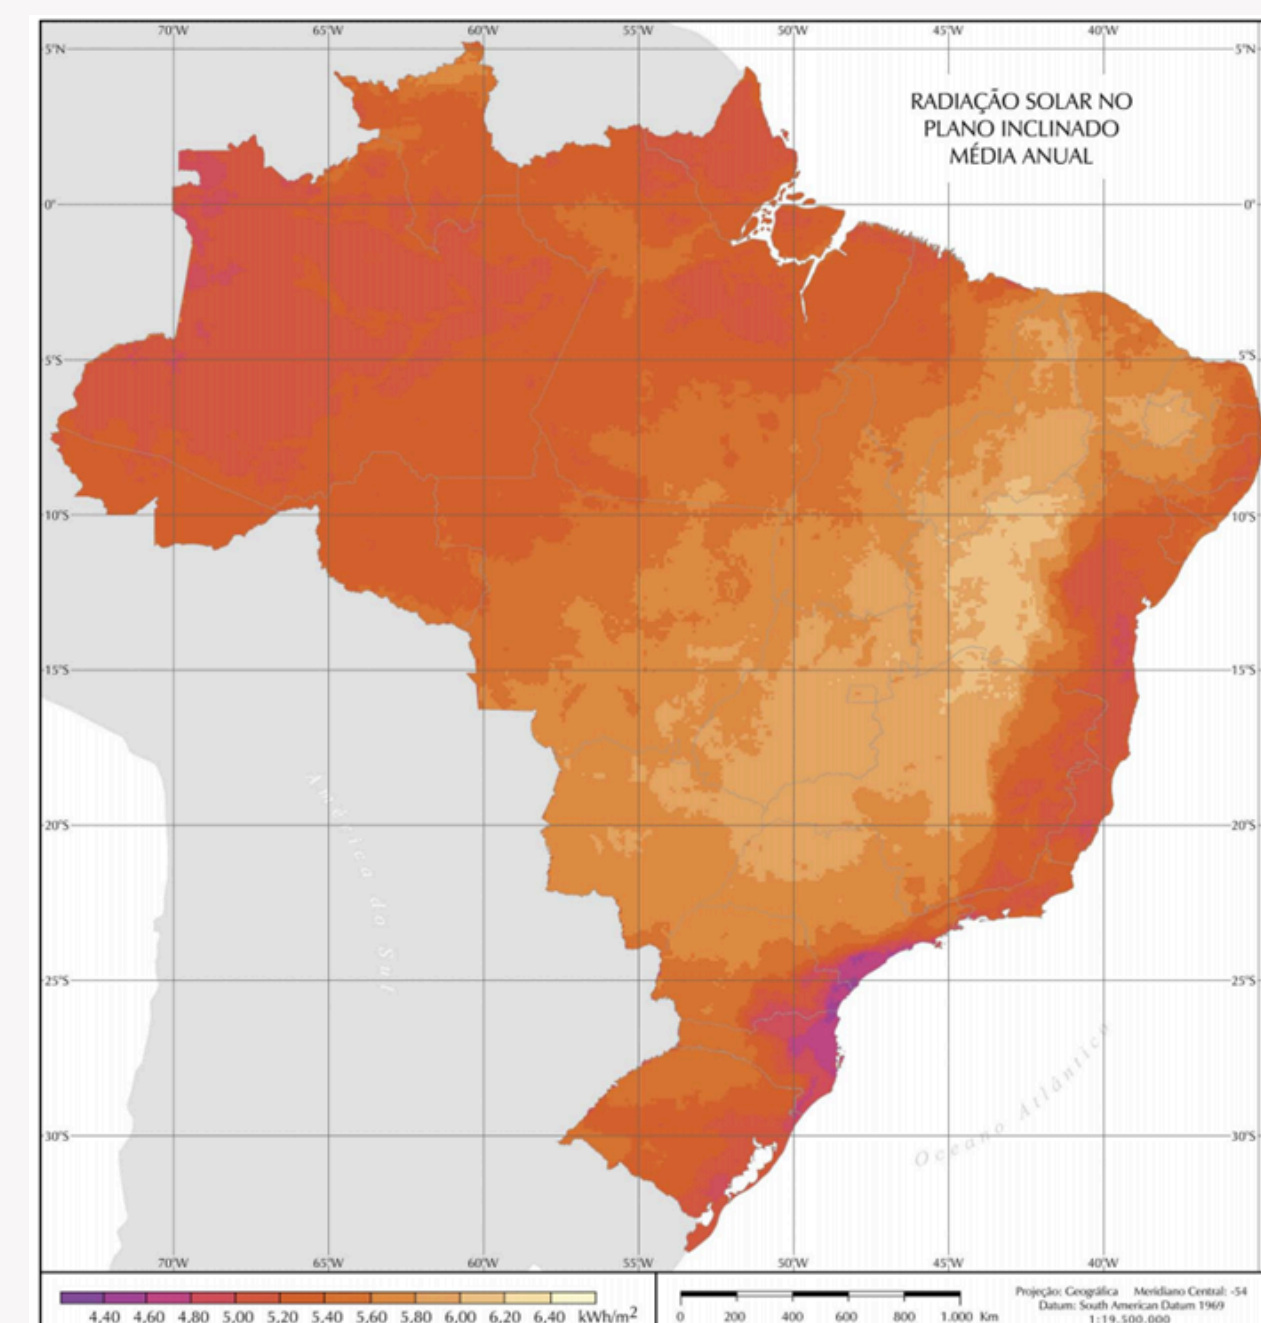 70°W 65°W 60°W 55°W 50°W 45°W 40°W
5°N 5°N
RADIAÇÃO SOLAR NO
PLANO INCLINADO
MÉDIA ANUAL
0° 0°
5°S 5°S
10°S 10°S
15°S 15°S
América do Sul
20°S 20°S
25°S 25°S
Oceano Atlântico
30°S 30°S
70°W 65°W 60°W 55°W 50°W 45°W 40°W
4,40 4,60 4,80 5,00 5,20 5,40 5,60 5,80 6,00 6,20 6,40 kWh/m2
0 200 400 600 800 1.000 Km
Projeção: Geográfica Meridiano Central: -54
Datum: South American Datum 1969
1:19.500.000